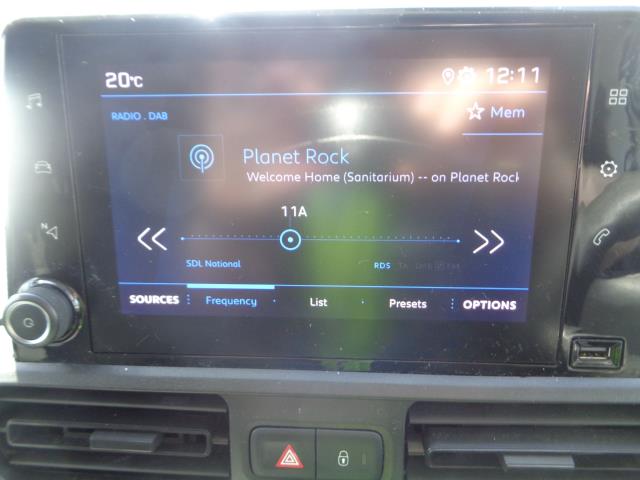 20°C 12:11
RADIO . DAB
Mem
Planet Rock
Welcome Home (Sanitarium) -- on Planet Rock
11A
SDL National RDS TA
SOURCES Frequency List Presets OPTIONS
N